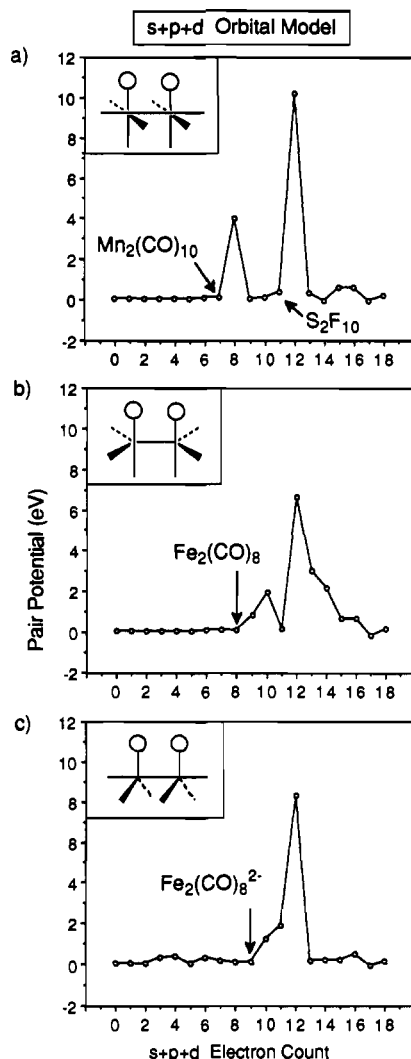 s+p+d Orbital Model
a)
12
10
8
6
4
2
0
-2
Mn₂(CO)₁₀
S₂F₁₀
0 2 4 6 8 10 12 14 16 18
b)
12
10
8
6
4
2
0
-2
Fe₂(CO)₈
Pair Potential (eV)
0 2 4 6 8 10 12 14 16 18
c)
12
10
8
6
4
2
0
-2
Fe₂(CO)₈²⁻
0 2 4 6 8 10 12 14 16 18
s+p+d Electron Count